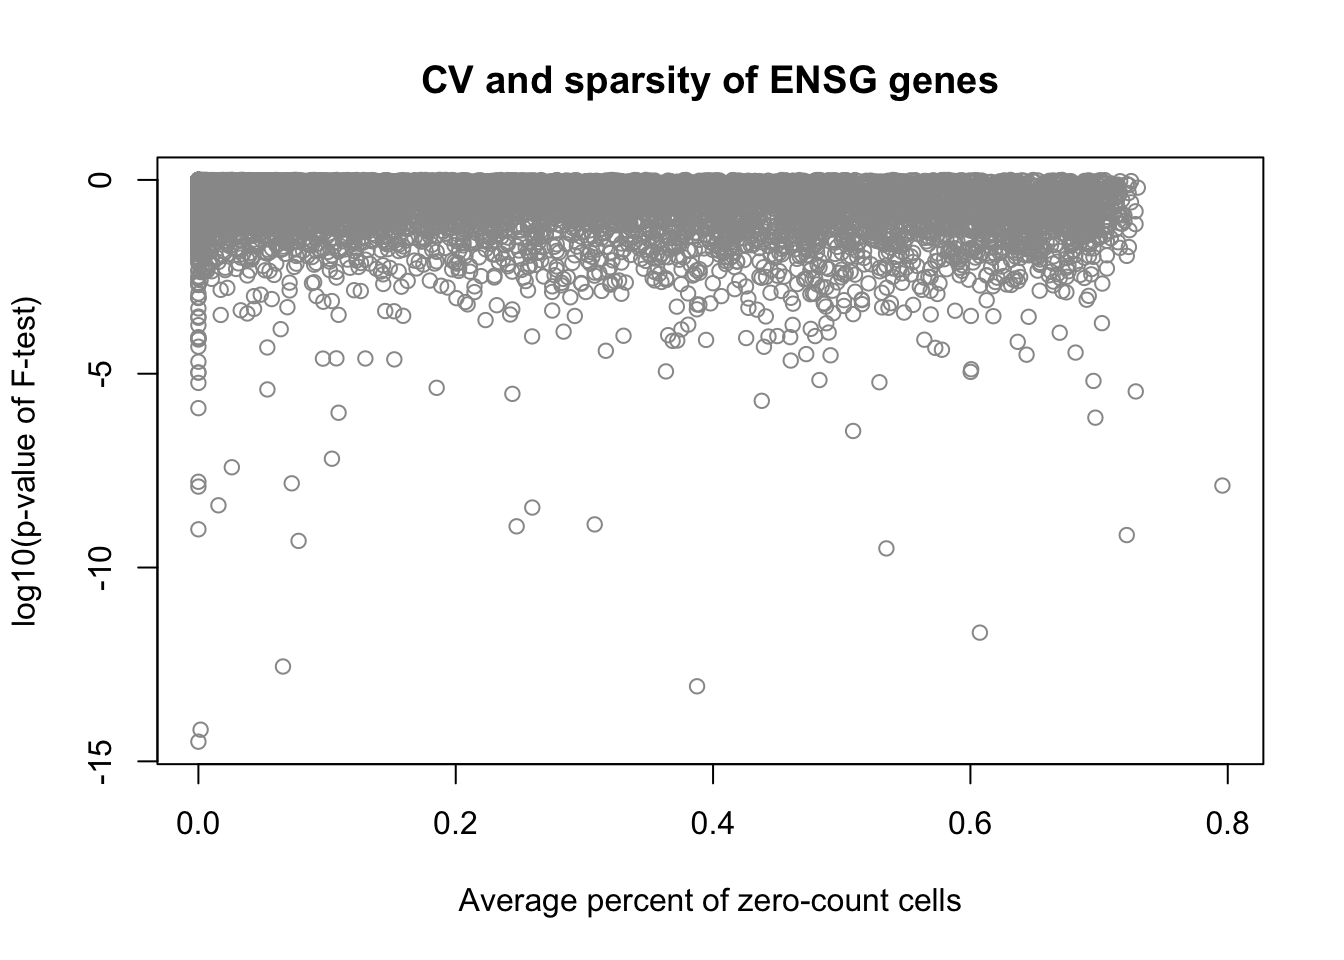 CV and sparsity of ENSG genes
log10(p-value of F-test)
0
-5
-10
-15
0.0 0.2 0.4 0.6 0.8
Average percent of zero-count cells